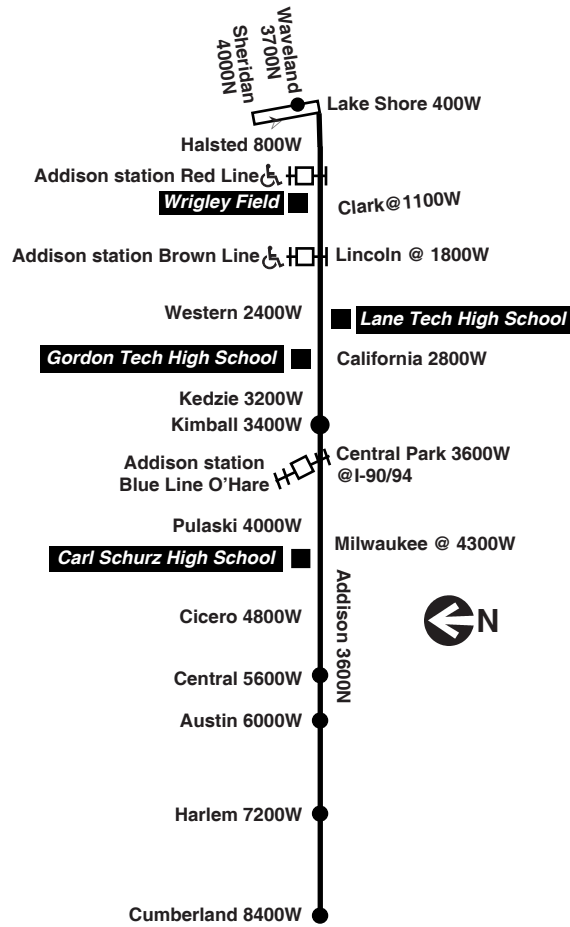 Waveland
3700N
Sheridan
4000N
Lake Shore 400W
Halsted 800W
Addison station Red Line
Wrigley Field
Clark@1100W
Addison station Brown Line
Lincoln @ 1800W
Western 2400W
Lane Tech High School
Gordon Tech High School
California 2800W
Kedzie 3200W
Kimball 3400W
Addison station
Blue Line O'Hare
Central Park 3600W
@I-90/94
Pulaski 4000W
Milwaukee @ 4300W
Carl Schurz High School
Addison 3600N
Cicero 4800W
N
Central 5600W
Austin 6000W
Harlem 7200W
Cumberland 8400W